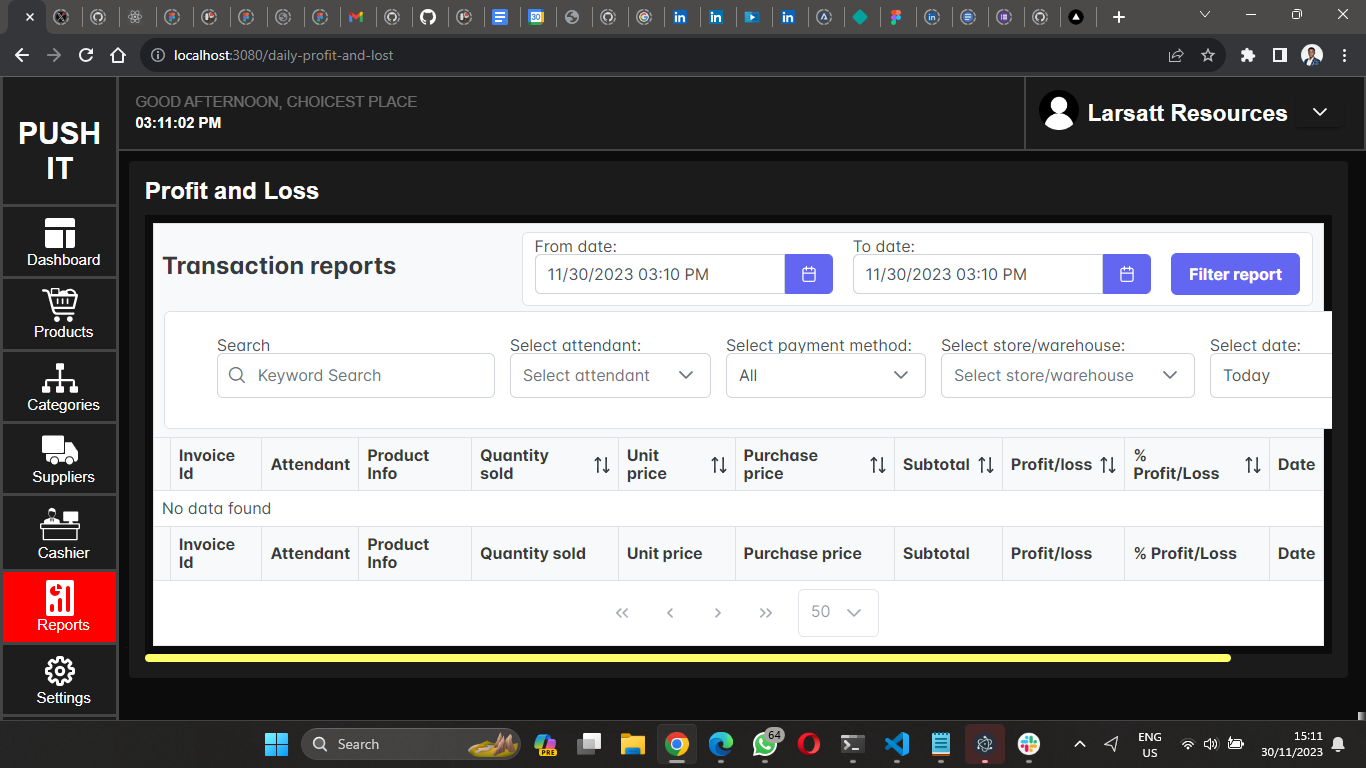 localhost:3080/daily-profit-and-lost
PUSH
IT
GOOD AFTERNOON, CHOICEST PLACE
03:11:02 PM
Larsatt Resources
Dashboard
Products
Categories
Suppliers
Cashier
Reports
Settings
Profit and Loss
Transaction reports
From date:
11/30/2023 03:10 PM
To date:
11/30/2023 03:10 PM
Filter report
Search
Keyword Search
Select attendant:
Select attendant
Select payment method:
All
Select store/warehouse:
Select store/warehouse
Select date:
Today
Invoice
Id
Attendant
Product
Info
Quantity
sold
Unit
price
Purchase
price
Subtotal
Profit/loss
%
Profit/Loss
Date
No data found
Invoice
Id
Attendant
Product
Info
Quantity sold
Unit price
Purchase price
Subtotal
Profit/loss
% Profit/Loss
Date
50
Search
PRE
64
ENG
US
15:11
30/11/2023